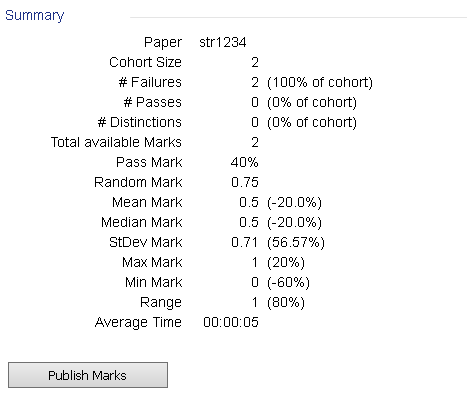 Summary
Paper str1234
Cohort Size 2
# Failures 2 (100% of cohort)
# Passes 0 (0% of cohort)
# Distinctions 0 (0% of cohort)
Total available Marks 2
Pass Mark 40%
Random Mark 0.75
Mean Mark 0.5 (-20.0%)
Median Mark 0.5 (-20.0%)
StDev Mark 0.71 (56.57%)
Max Mark 1 (20%)
Min Mark 0 (-60%)
Range 1 (80%)
Average Time 00:00:05
Publish Marks